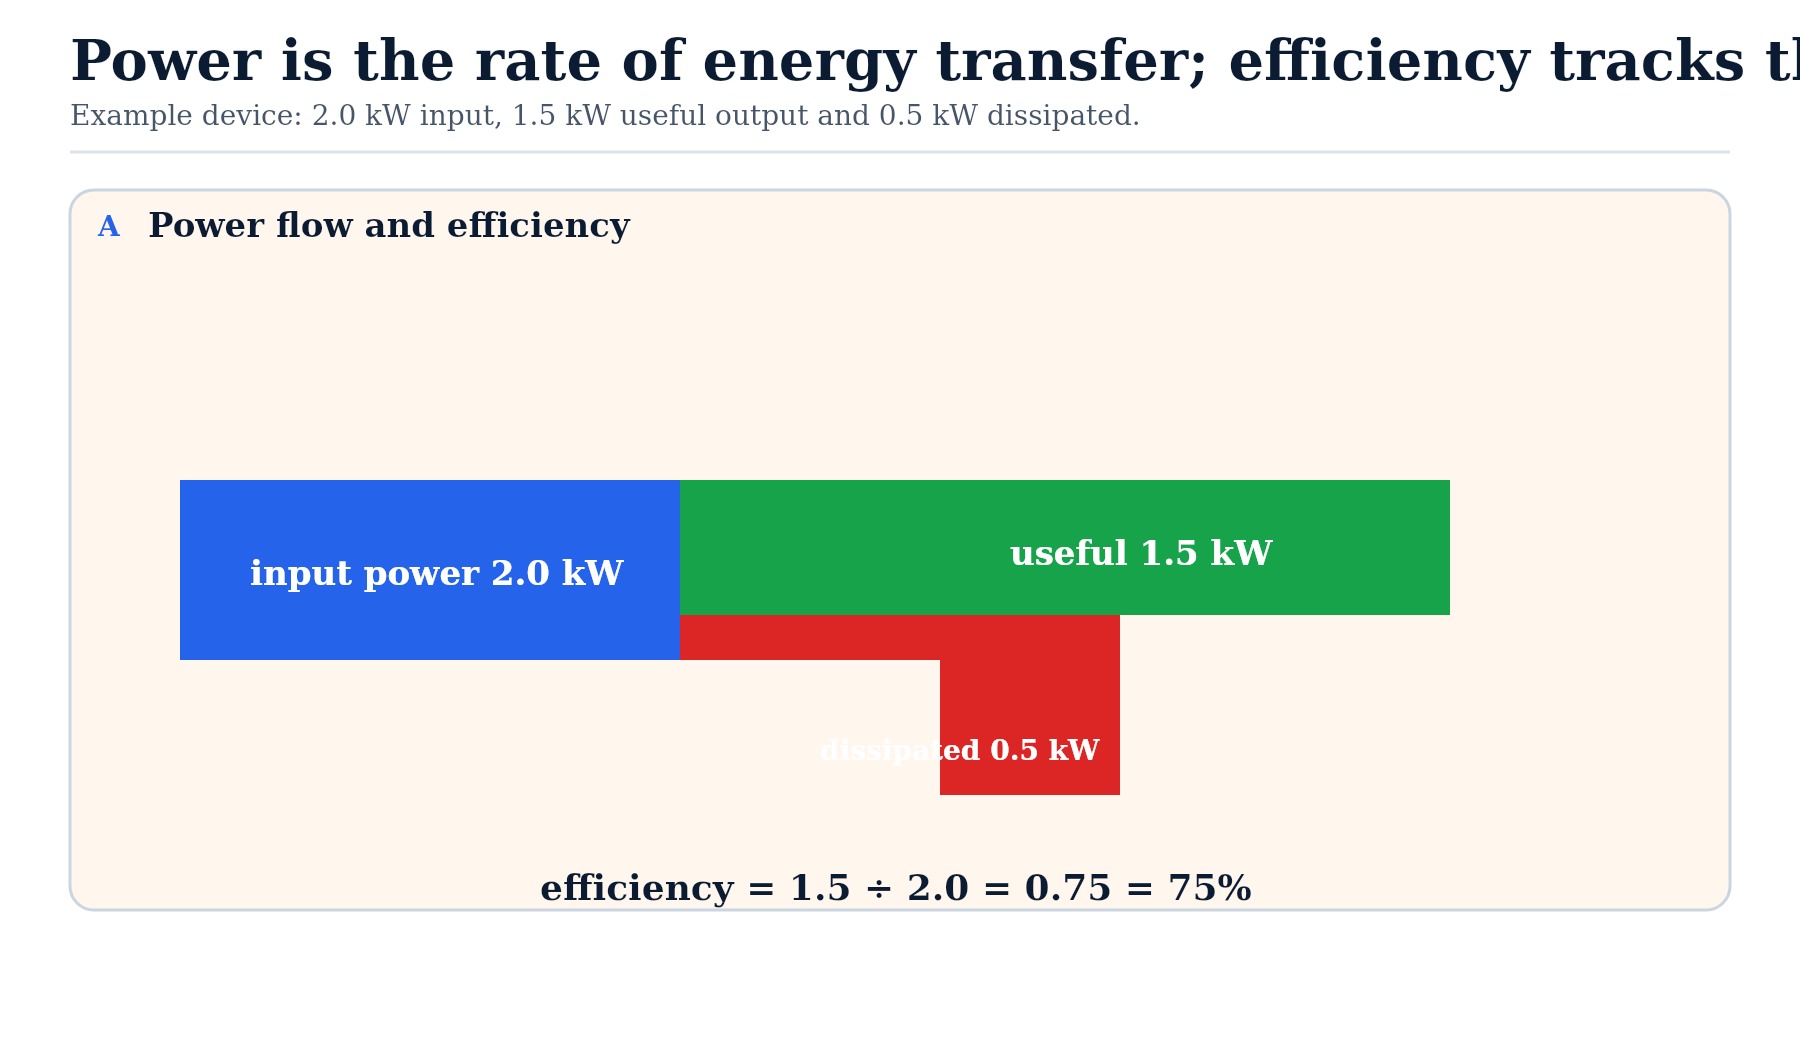 Power is the rate of energy transfer; efficiency tracks
Example device: 2.0 kW input, 1.5 kW useful output and 0.5 kW dissipated.
A Power flow and efficiency
input power 2.0 kW
useful 1.5 kW
dissipated 0.5 kW
efficiency = 1.5 ÷ 2.0 = 0.75 = 75%